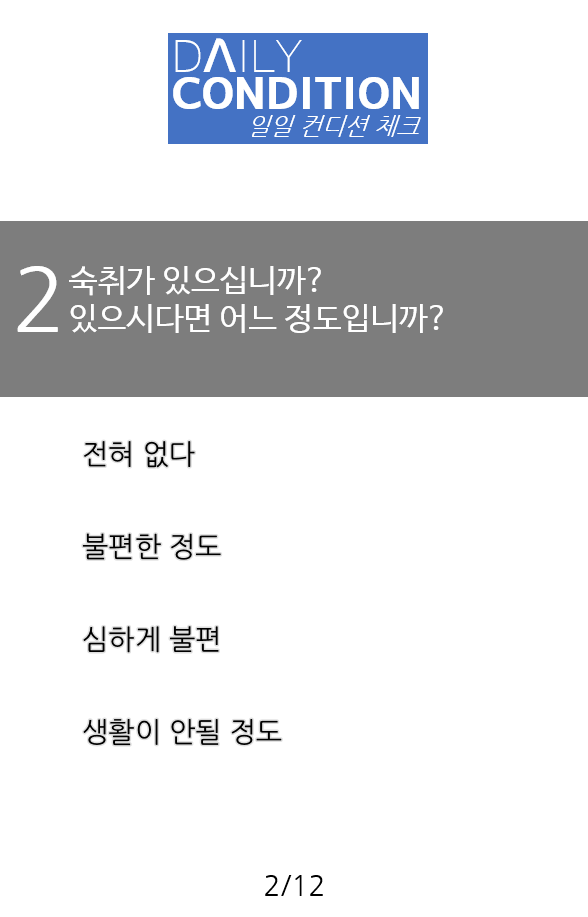 DAILY
CONDITION
일일 컨디션 체크
2 숙취가 있으십니까?
있으시다면 어느 정도입니까?
전혀 없다
불편한 정도
심하게 불편
생활이 안될 정도
2/12